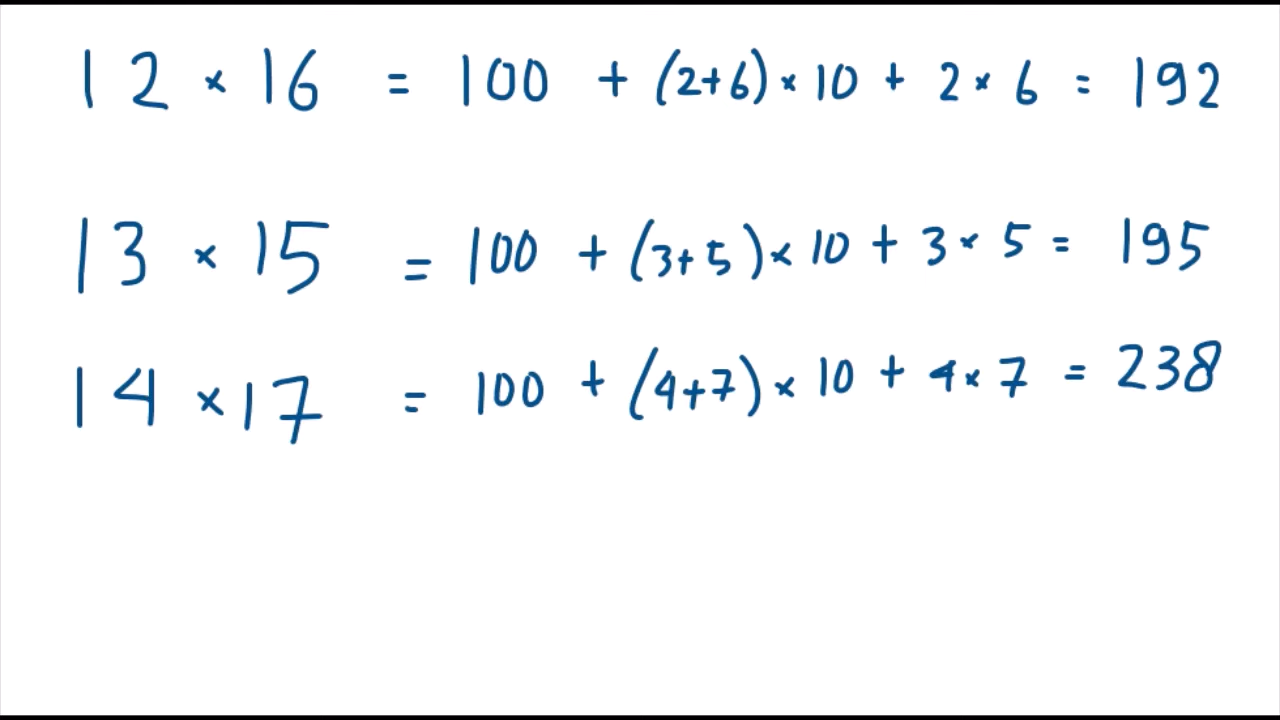 12 × 16 = 100 + (2+6) × 10 + 2 × 6 = 192
13 × 15 = 100 + (3+5) × 10 + 3 × 5 = 195
14 × 17 = 100 + (4+7) × 10 + 4 × 7 = 238